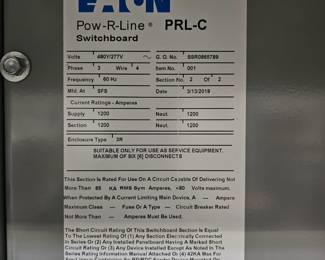 EATON
Pow-R-Line® PRL-C
Switchboard
Volts 480Y/277V G. O. No. SSR0865789
Phase 3 Wire 4 Item No. 001
Frequency 60 Hz Section No 2 Of 2
Mfd. At SFS Date 3/13/2018
Current Ratings - Amperes
Supply 1200 Neut. 1200
Section 1200 Neut. 1200
Enclosure Type 3R
SUITABLE ONLY FOR USE AS SERVICE EQUIPMENT.
MAXIMUM OF SIX [6] DISCONNECTS
This Section is Rated For Use On A Circuit Capable Of Delivering Not
More Than 65 KA RMS Sym Amperes, <80 Volts maximum.
When Protected By A Current Limiting Main Device, A — Ampere
Maximum Class — Fuse Or A Type — Circuit Breaker Rated
Not More Than — Amperes Must Be Used.
The Short Circuit Rating Of This Switchboard Section Is Equal
To The Lowest Rating Of (1) Any Section Electrically Connected
In Series Or (2) Any Installed Panelboard Having A Marked Short
Circuit Rating Or (3) Any Device Installed Except As Noted In The
Series Rating Information Manual Attached Or (4) 42KA Max For